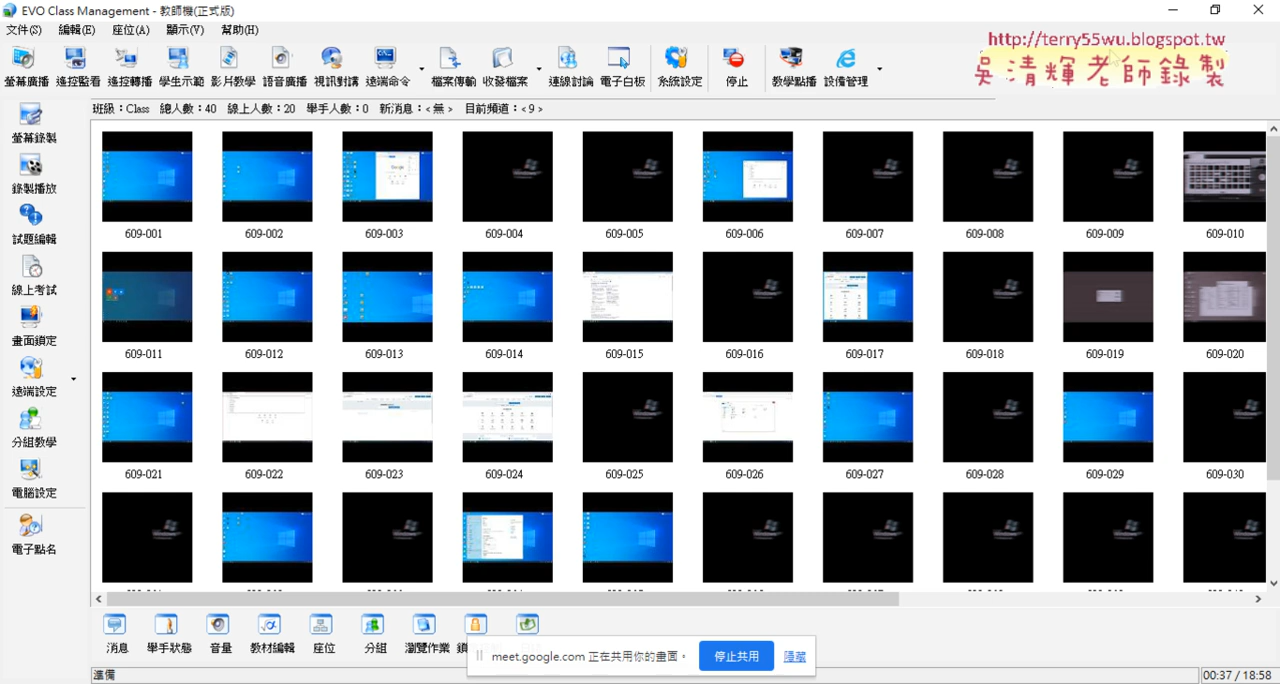 EVO Class Management - 教師機(正式版)
文件(S) 編輯(E) 座位(A) 顯示(V) 幫助(H)
http://terry55wu.blogspot.tw
吳清輝老師錄製
螢幕廣播 遙控監看 遙控轉播 學生示範 影片教學 語音廣播 視訊對講 遠端命令 檔案傳輸 收發檔案 連線討論 電子白板 系統設定 停止 教學點播 設備管理
班級：Class 總人數：40 線上人數：20 舉手人數：0 新消息：<無> 目前頻道：<9>
螢幕錄製
錄製播放
試題編輯
線上考試
畫面鎖定
遠端設定
分組教學
電腦設定
電子點名
609-001 609-002 609-003 609-004 609-005 609-006 609-007 609-008 609-009 609-010
609-011 609-012 609-013 609-014 609-015 609-016 609-017 609-018 609-019 609-020
609-021 609-022 609-023 609-024 609-025 609-026 609-027 609-028 609-029 609-030
消息 舉手狀態 音量 教材編輯 座位 分組 瀏覽作業
meet.google.com 正在共用你的畫面。 停止共用 隱藏
準備 00:37 / 18:58